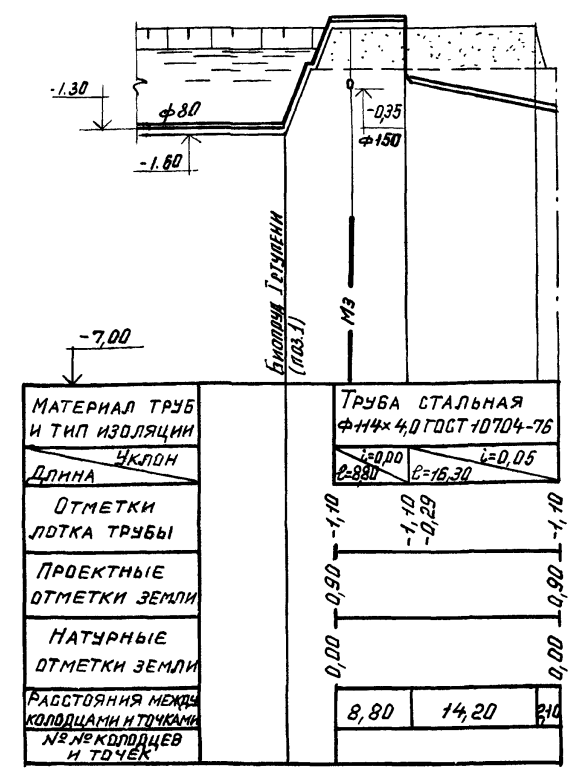 -1.30
Ф80
-0,35
Ф150
-1.60
Биопруд I ступени
(поз.1)
М3
-7,00
Материал труб
и тип изоляции
Труба стальная
Ф114×4,0 ГОСТ 10704-76
Уклон
Длина
i=0,00
ℓ=8,80
i=0,05
ℓ=16,30
Отметки
лотка трубы
-1,10
-1,10
-0,29
-1,10
Проектные
отметки земли
0,90
0,90
Натурные
отметки земли
0,00
0,00
Расстояния между
колодцами и точками
8,80
14,20
2,10
№№ колодцев
и точек